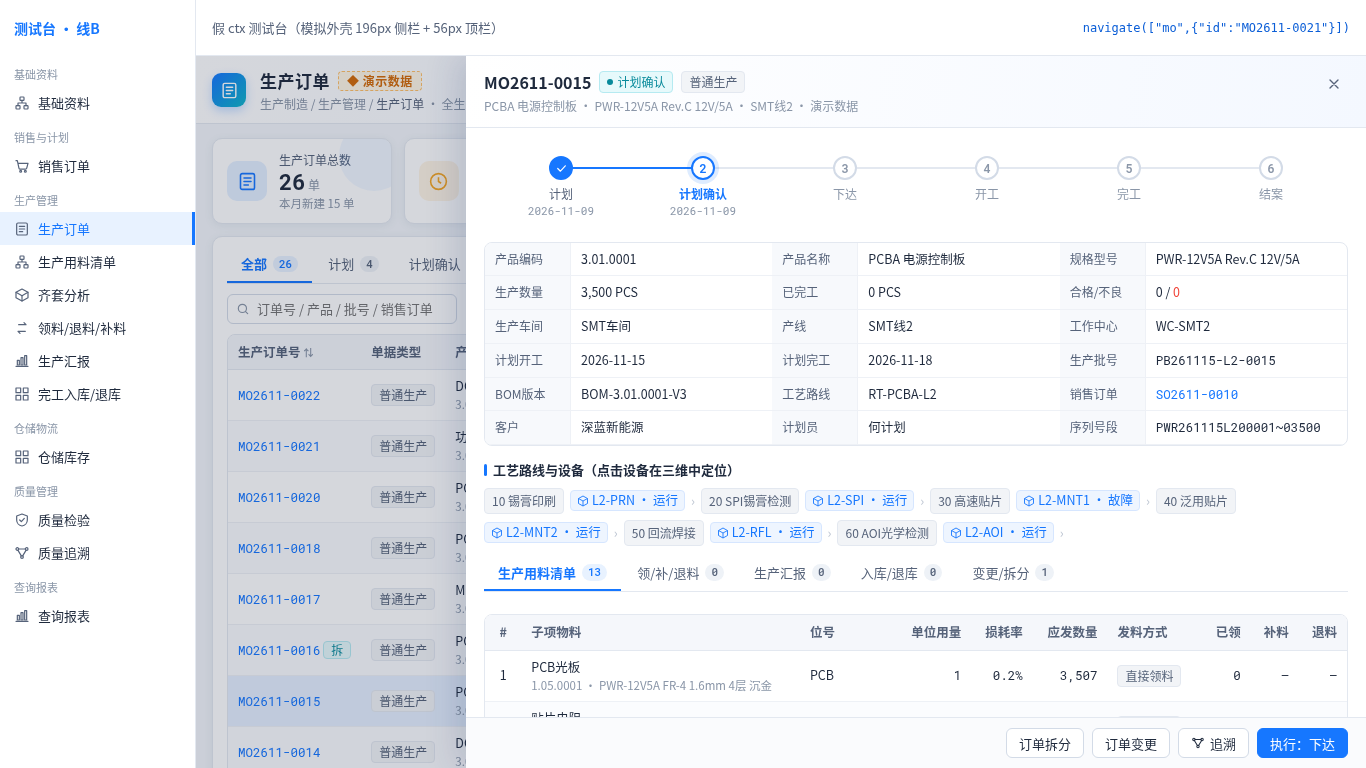 测试台 · 线B
假 ctx 测试台（模拟外壳 196px 侧栏 + 56px 顶栏）
navigate(["mo",{"id":"MO2611-0021"}])
基础资料
基础资料
销售与计划
销售订单
生产管理
生产订单
生产用料清单
齐套分析
领料/退料/补料
生产汇报
完工入库/退库
仓储物流
仓储库存
质量管理
质量检验
质量追溯
查询报表
查询报表
生产订单
◆ 演示数据
生产制造 / 生产管理 / 生产订单 · 全生
生产订单总数
26 单
本月新建 15 单
全部 26
计划 4
计划确认
订单号 / 产品 / 批号 / 销售订单
生产订单号 单据类型
MO2611-0022 普通生产
MO2611-0021 普通生产
MO2611-0020 普通生产
MO2611-0018 普通生产
MO2611-0017 普通生产
MO2611-0016 拆 普通生产
MO2611-0015 普通生产
MO2611-0014 普通生产
MO2611-0015 计划确认 普通生产
PCBA 电源控制板 · PWR-12V5A Rev.C 12V/5A · SMT线2 · 演示数据
2 3 4 5 6
计划 计划确认 下达 开工 完工 结案
2026-11-09 2026-11-09
产品编码 3.01.0001 产品名称 PCBA 电源控制板 规格型号 PWR-12V5A Rev.C 12V/5A
生产数量 3,500 PCS 已完工 0 PCS 合格/不良 0 / 0
生产车间 SMT车间 产线 SMT线2 工作中心 WC-SMT2
计划开工 2026-11-15 计划完工 2026-11-18 生产批号 PB261115-L2-0015
BOM版本 BOM-3.01.0001-V3 工艺路线 RT-PCBA-L2 销售订单 SO2611-0010
客户 深蓝新能源 计划员 何计划 序列号段 PWR261115L200001~03500
工艺路线与设备（点击设备在三维中定位）
10 锡膏印刷 L2-PRN · 运行 › 20 SPI锡膏检测 L2-SPI · 运行 › 30 高速贴片 L2-MNT1 · 故障 › 40 泛用贴片
L2-MNT2 · 运行 › 50 回流焊接 L2-RFL · 运行 › 60 AOI光学检测 L2-AOI · 运行 ›
生产用料清单 13 领/补/退料 0 生产汇报 0 入库/退库 0 变更/拆分 1
# 子项物料 位号 单位用量 损耗率 应发数量 发料方式 已领 补料 退料
1 PCB光板 PCB 1 0.2% 3,507 直接领料 0 — —
1.05.0001 · PWR-12V5A FR-4 1.6mm 4层 沉金
订单拆分 订单变更 追溯 执行：下达